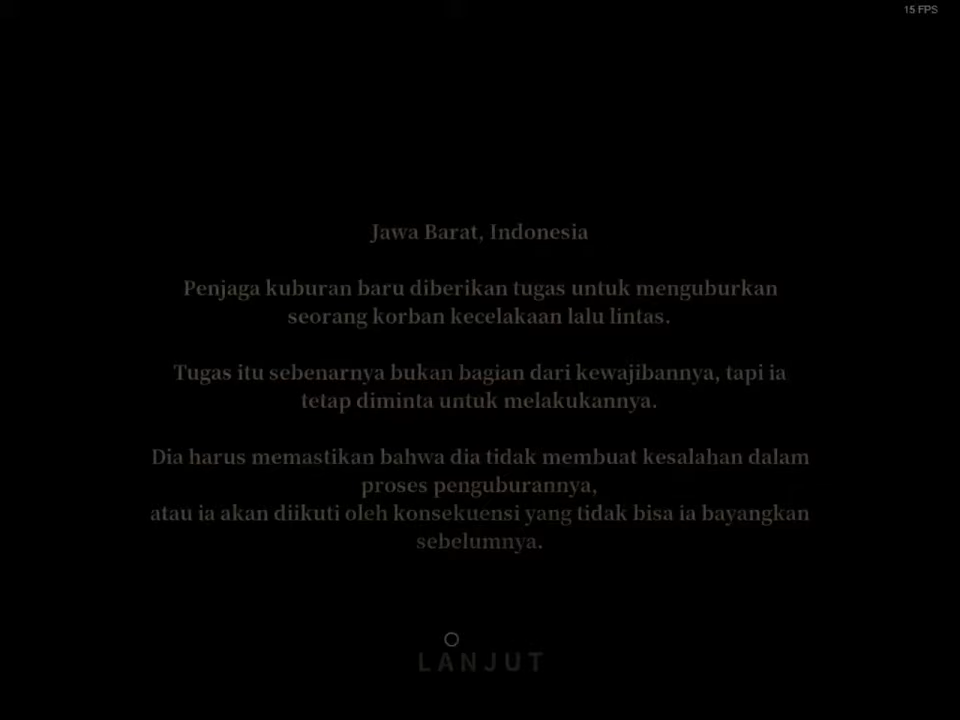 15 FPS
Jawa Barat, Indonesia
Penjaga kuburan baru diberikan tugas untuk menguburkan
seorang korban kecelakaan lalu lintas.
Tugas itu sebenarnya bukan bagian dari kewajibannya, tapi ia
tetap diminta untuk melakukannya.
Dia harus memastikan bahwa dia tidak membuat kesalahan dalam
proses penguburannya,
atau ia akan diikuti oleh konsekuensi yang tidak bisa ia bayangkan
sebelumnya.
LANJUT